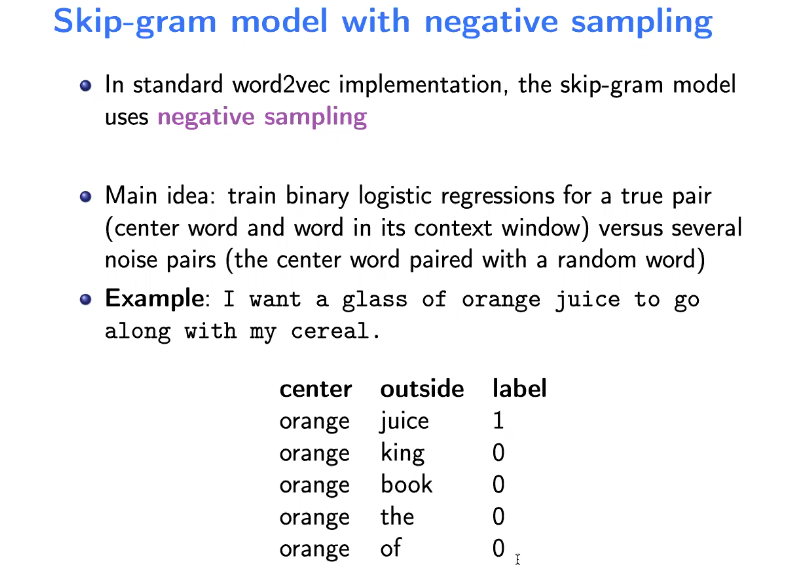 Skip-gram model with negative sampling
In standard word2vec implementation, the skip-gram model
uses negative sampling
Main idea: train binary logistic regressions for a true pair
(center word and word in its context window) versus several
noise pairs (the center word paired with a random word)
Example: I want a glass of orange juice to go
along with my cereal.
center outside label
orange juice 1
orange king 0
orange book 0
orange the 0
orange of 0